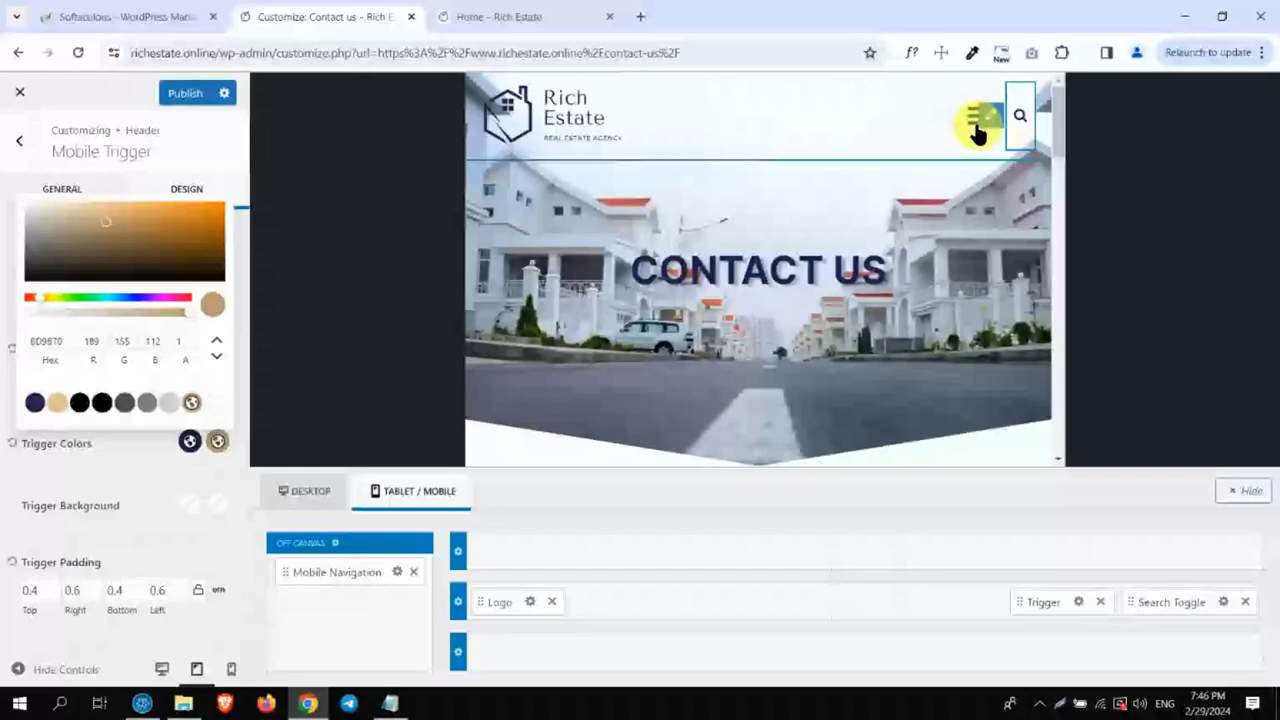 Softaculous - WordPress Mana
Customize: Contact us – Rich E
Home – Rich Estate
richestate.online/wp-admin/customize.php?url=https%3A%2F%2Fwww.richestate.online%2Fcontact-us%2F
f?
New
Relaunch to update
Publish
Customizing • Header
Mobile Trigger
GENERAL
DESIGN
Rich
Estate
REAL ESTATE AGENCY
CONTACT US
BD9B70
189
155
112
1
Hex
R
G
B
A
Trigger Colors
Trigger Background
Trigger Padding
0.4
0.6
0.4
0.6
em
Top
Right
Bottom
Left
Hide Controls
DESKTOP
TABLET / MOBILE
Hide
OFF CANVAS
Mobile Navigation
Logo
Trigger
Search Toggle
ENG
7:46 PM
2/29/2024